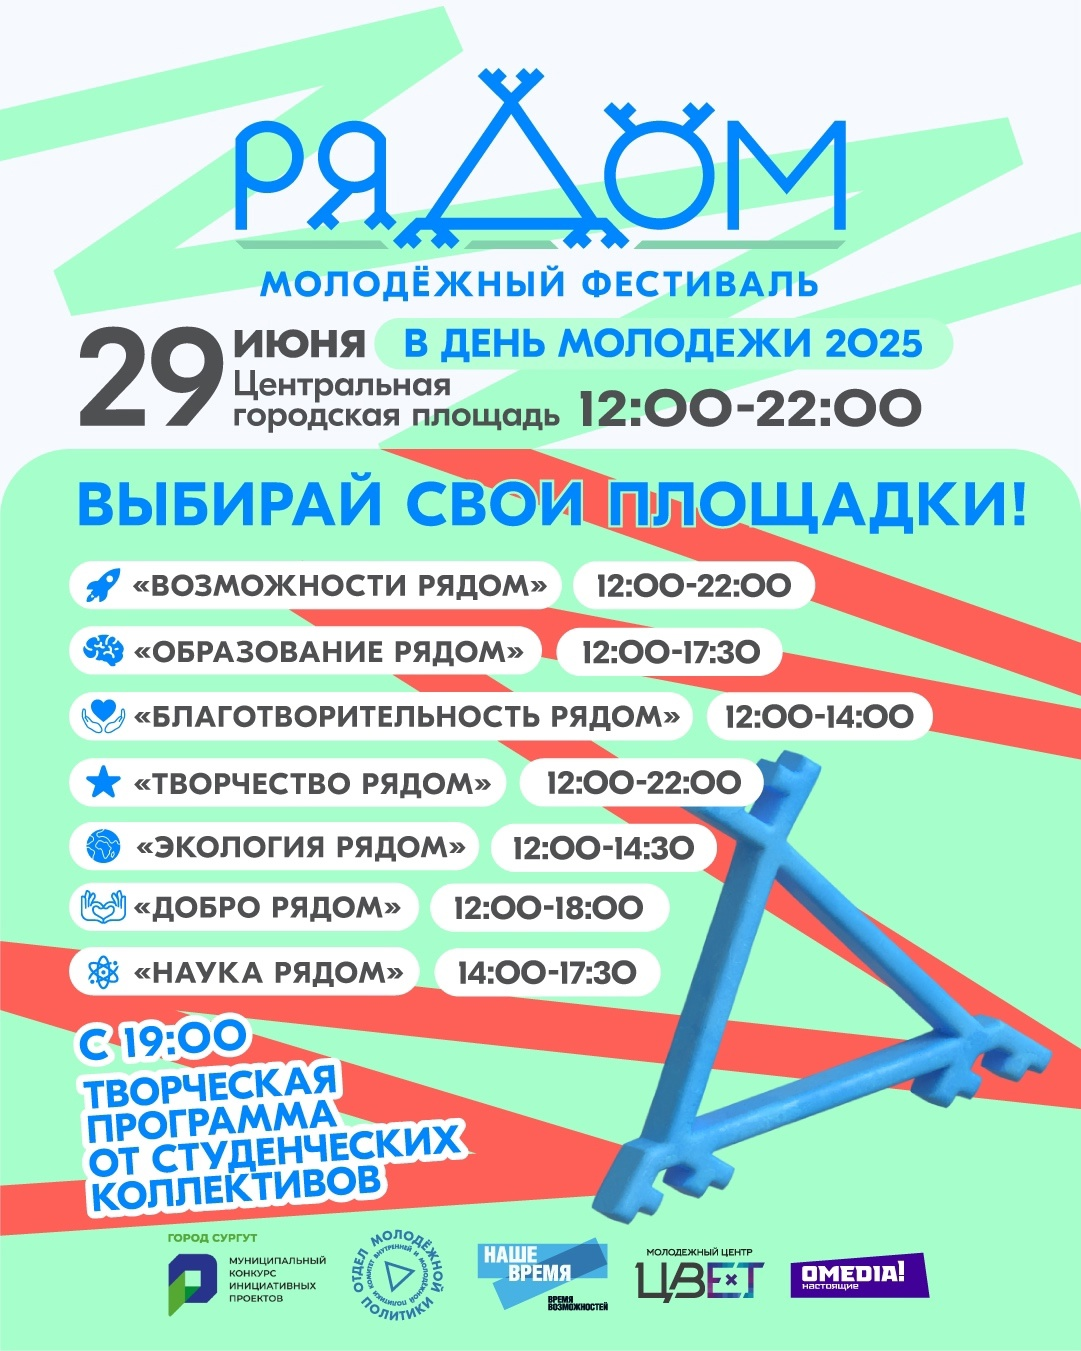 РЯДОМ
МОЛОДЁЖНЫЙ ФЕСТИВАЛЬ
29 ИЮНЯ В ДЕНЬ МОЛОДЕЖИ 2025
Центральная
городская площадь 12:00-22:00
ВЫБИРАЙ СВОИ ПЛОЩАДКИ!
«ВОЗМОЖНОСТИ РЯДОМ» 12:00-22:00
«ОБРАЗОВАНИЕ РЯДОМ» 12:00-17:30
«БЛАГОТВОРИТЕЛЬНОСТЬ РЯДОМ» 12:00-14:00
«ТВОРЧЕСТВО РЯДОМ» 12:00-22:00
«ЭКОЛОГИЯ РЯДОМ» 12:00-14:30
«ДОБРО РЯДОМ» 12:00-18:00
«НАУКА РЯДОМ» 14:00-17:30
С 19:00
ТВОРЧЕСКАЯ
ПРОГРАММА
ОТ СТУДЕНЧЕСКИХ
КОЛЛЕКТИВОВ
ГОРОД СУРГУТ
МУНИЦИПАЛЬНЫЙ
КОНКУРС
ИНИЦИАТИВНЫХ
ПРОЕКТОВ
ОТДЕЛ МОЛОДЁЖНОЙ ПОЛИТИКИ
КОМИТЕТ ВНУТРЕННЕЙ И МОЛОДЕЖНОЙ ПОЛИТИКИ
НАШЕ
ВРЕМЯ
ВРЕМЯ
ВОЗМОЖНОСТЕЙ
МОЛОДЕЖНЫЙ ЦЕНТР
ЦВЕТ
OMEDIA!
настоящие